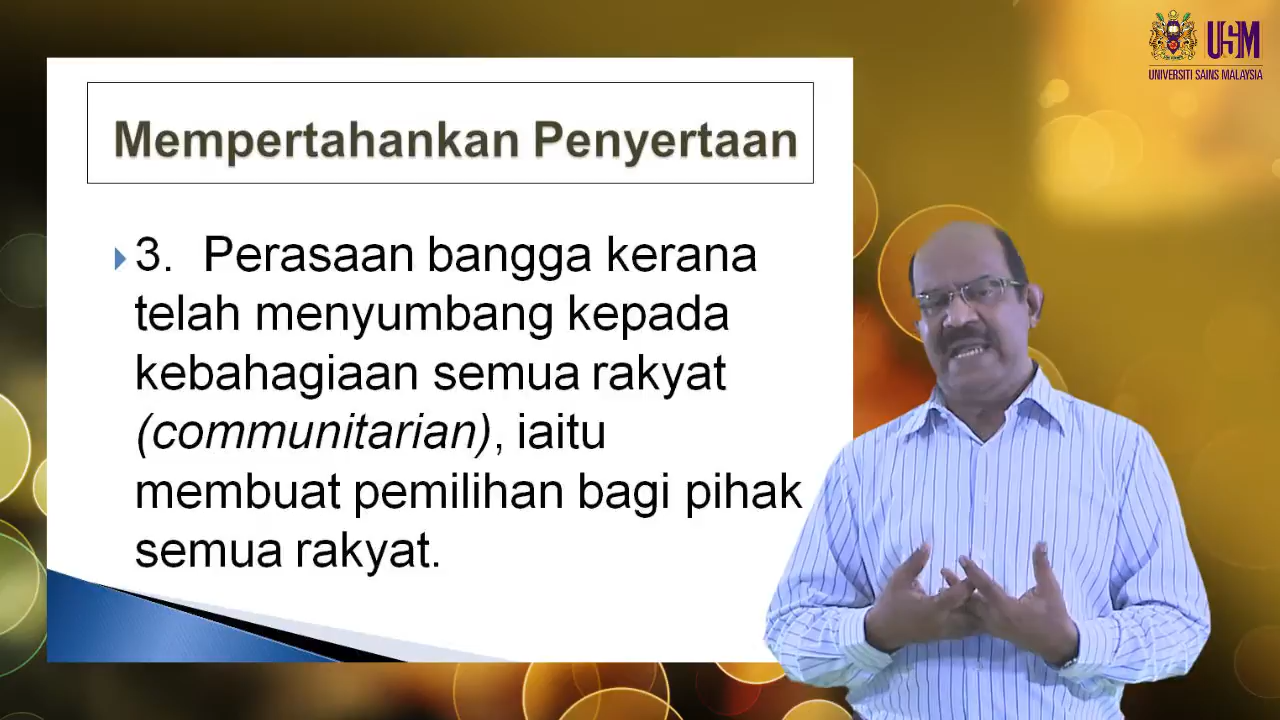 USM
UNIVERSITI SAINS MALAYSIA
Mempertahankan Penyertaan
3. Perasaan bangga kerana
telah menyumbang kepada
kebahagiaan semua rakyat
(communitarian), iaitu
membuat pemilihan bagi pihak
semua rakyat.